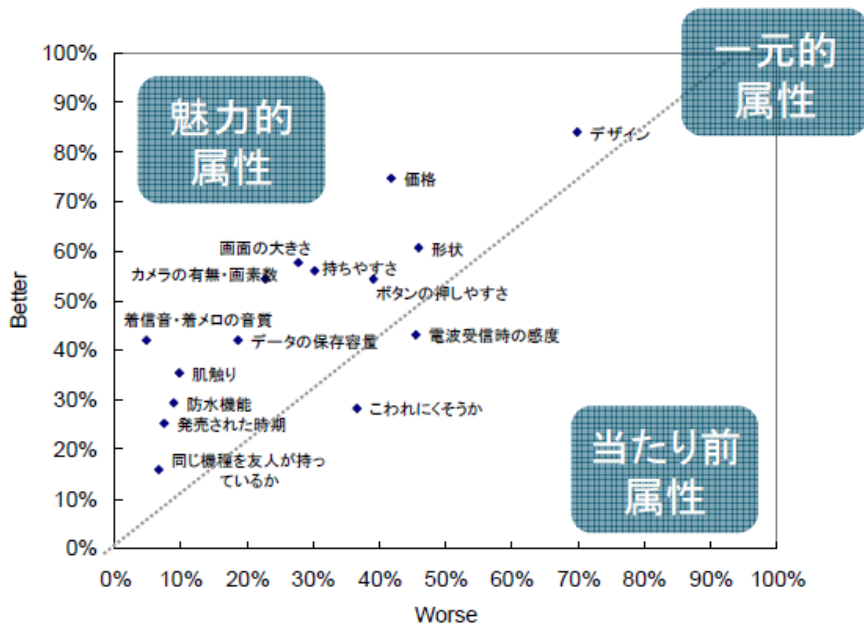 一元的
属性
100%
90%
80%
70%
60%
50%
40%
30%
20%
10%
0%
Better
魅力的
属性
デザイン
価格
形状
画面の大きさ
持ちやすさ
カメラの有無・画素数
ボタンの押しやすさ
着信音・着メロの音質
データの保存容量
電波受信時の感度
肌触り
防水機能
発売された時期
こわれにくそうか
同じ機種を友人が持っ
ているか
当たり前
属性
0%
10%
20%
30%
40%
50%
60%
70%
80%
90%
100%
Worse